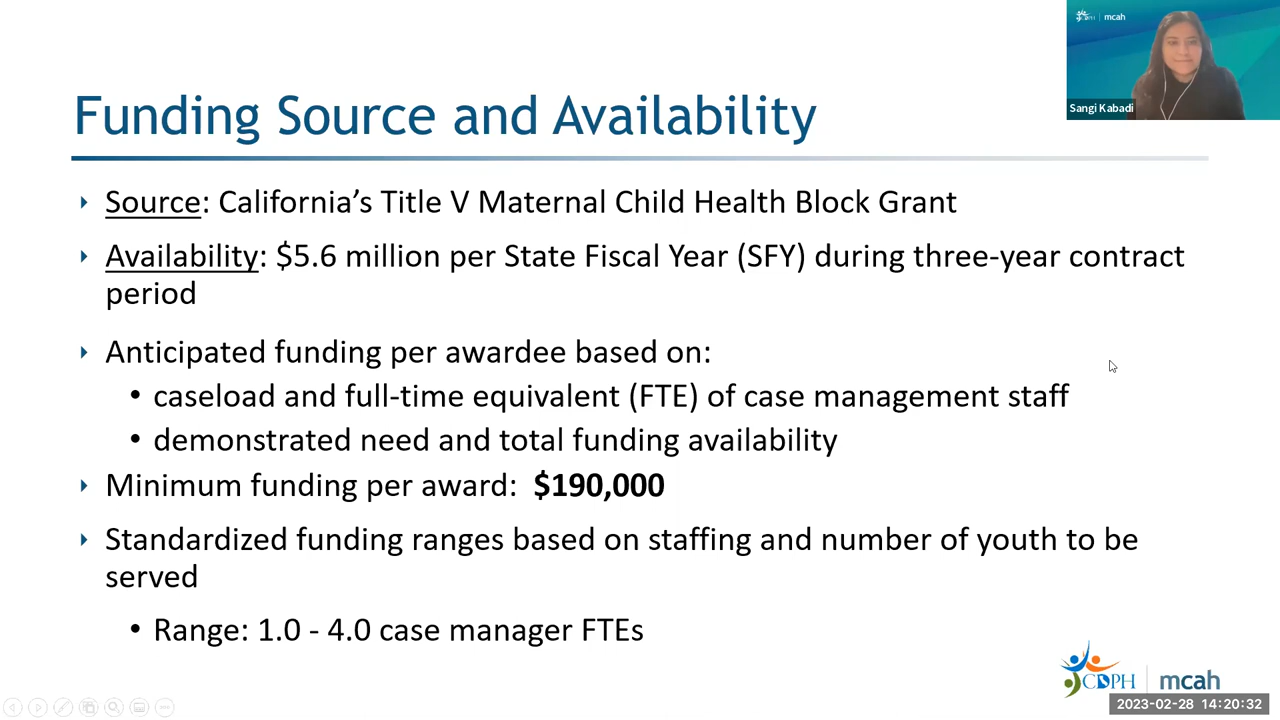 CDPH | mcah
Sangi Kabadi
Funding Source and Availability
Source: California’s Title V Maternal Child Health Block Grant
Availability: $5.6 million per State Fiscal Year (SFY) during three-year contract
period
Anticipated funding per awardee based on:
• caseload and full-time equivalent (FTE) of case management staff
• demonstrated need and total funding availability
Minimum funding per award: $190,000
Standardized funding ranges based on staffing and number of youth to be
served
• Range: 1.0 - 4.0 case manager FTEs
CDPH | mcah
2023-02-28 14:20:32